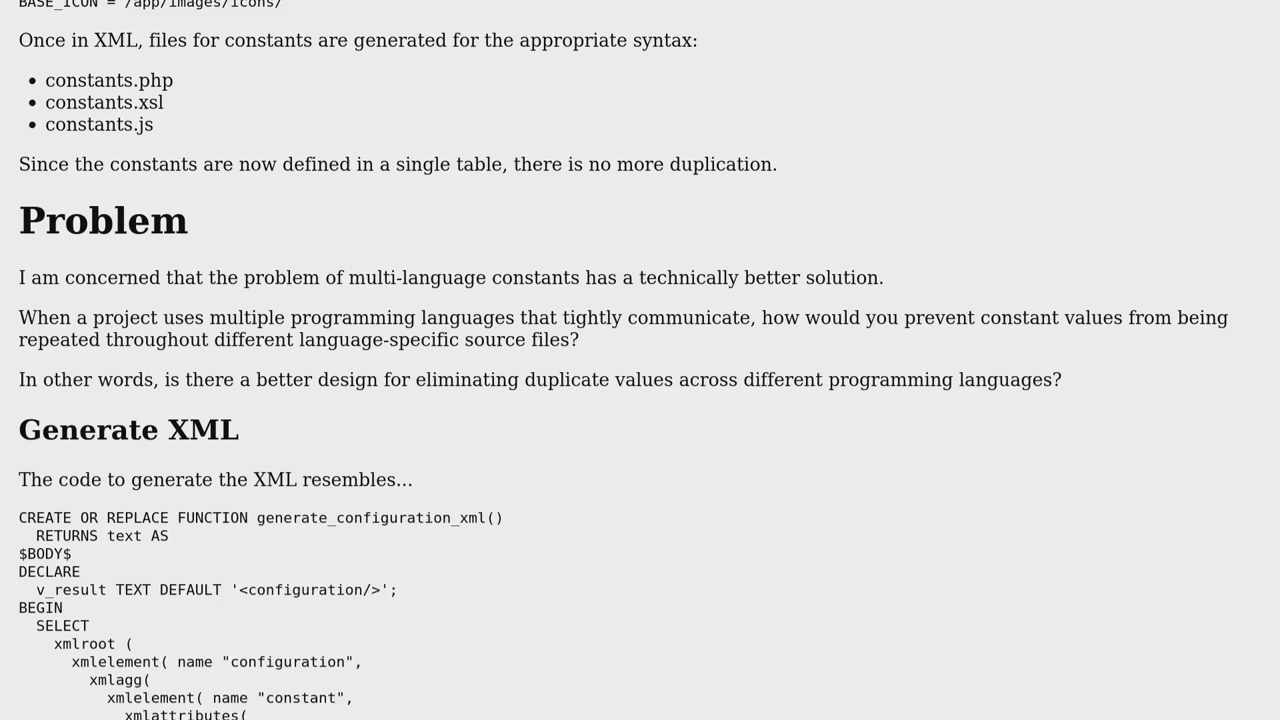 BASE_ICON = /app/images/icons/
Once in XML, files for constants are generated for the appropriate syntax:
• constants.php
• constants.xsl
• constants.js
Since the constants are now defined in a single table, there is no more duplication.
Problem
I am concerned that the problem of multi-language constants has a technically better solution.
When a project uses multiple programming languages that tightly communicate, how would you prevent constant values from being
repeated throughout different language-specific source files?
In other words, is there a better design for eliminating duplicate values across different programming languages?
Generate XML
The code to generate the XML resembles...
CREATE OR REPLACE FUNCTION generate_configuration_xml()
  RETURNS text AS
$BODY$
DECLARE
  v_result TEXT DEFAULT '<configuration/>';
BEGIN
  SELECT
    xmlroot (
      xmlelement( name "configuration",
        xmlagg(
          xmlelement( name "constant",
            xmlattributes(